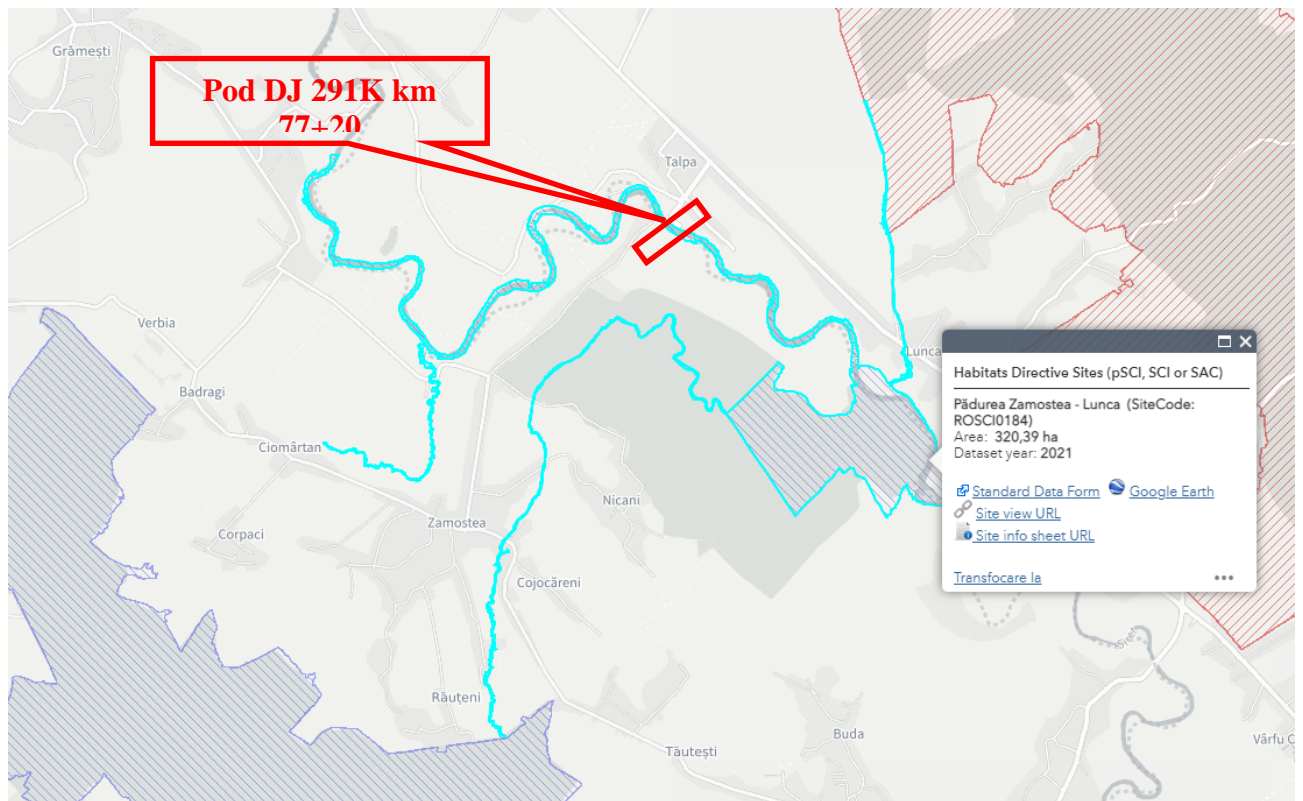 Grămești
Pod DJ 291K km
77+20
Talpa
Verbia
Lunca
Badragi
Ciomârtan
Habitats Directive Sites (pSCI, SCI or SAC)
Pădurea Zamostea - Lunca (SiteCode:
ROSCI0184)
Area: 320,39 ha
Dataset year: 2021
Standard Data Form Google Earth
Site view URL
Site info sheet URL
Transfocare la
Nicani
Zamostea
Corpaci
Cojocăreni
Siret
Răuțeni
Buda
Tăutești
Vârfu C